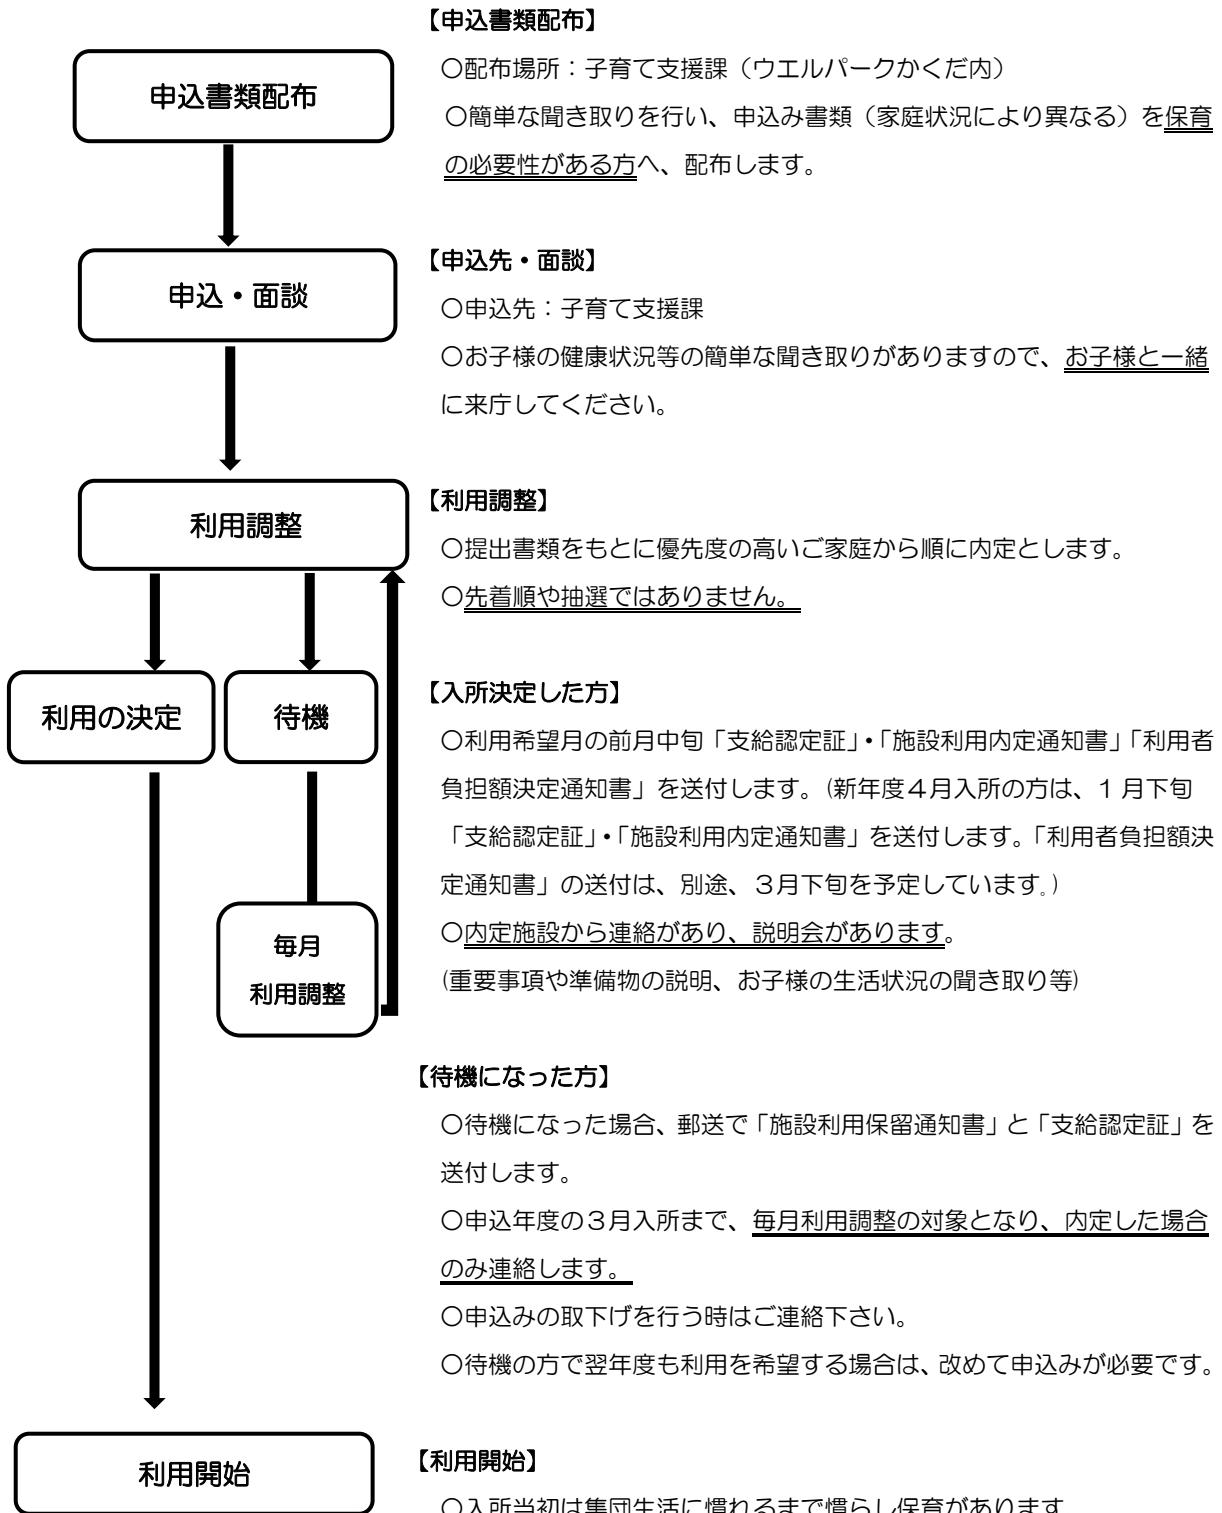 【申込書類配布】
申込書類配布
○配布場所：子育て支援課（ウエルパークかくだ内）
○簡単な聞き取りを行い、申込み書類（家庭状況により異なる）を保育
の必要性がある方へ、配布します。
【申込先・面談】
申込・面談
○申込先：子育て支援課
○お子様の健康状況等の簡単な聞き取りがありますので、お子様と一緒
に来庁してください。
【利用調整】
利用調整
○提出書類をもとに優先度の高いご家庭から順に内定とします。
○先着順や抽選ではありません。
利用の決定
待機
【入所決定した方】
○利用希望月の前月中旬「支給認定証」・「施設利用内定通知書」「利用者
負担額決定通知書」を送付します。(新年度４月入所の方は、１月下旬
「支給認定証」・「施設利用内定通知書」を送付します。「利用者負担額決
定通知書」の送付は、別途、３月下旬を予定しています。)
○内定施設から連絡があり、説明会があります。
(重要事項や準備物の説明、お子様の生活状況の聞き取り等)
毎月
利用調整
【待機になった方】
○待機になった場合、郵送で「施設利用保留通知書」と「支給認定証」を
送付します。
○申込年度の３月入所まで、毎月利用調整の対象となり、内定した場合
のみ連絡します。
○申込みの取下げを行う時はご連絡下さい。
○待機の方で翌年度も利用を希望する場合は、改めて申込みが必要です。
【利用開始】
利用開始
○入所当初は集団生活に慣れるまで慣らし保育があります